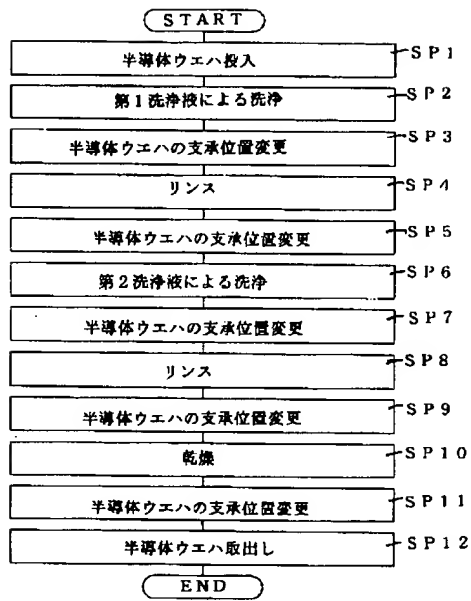 START
半導体ウエハ投入 SP1
第1洗浄液による洗浄 SP2
半導体ウエハの支承位置変更 SP3
リンス SP4
半導体ウエハの支承位置変更 SP5
第2洗浄液による洗浄 SP6
半導体ウエハの支承位置変更 SP7
リンス SP8
半導体ウエハの支承位置変更 SP9
乾燥 SP10
半導体ウエハの支承位置変更 SP11
半導体ウエハ取出し SP12
END